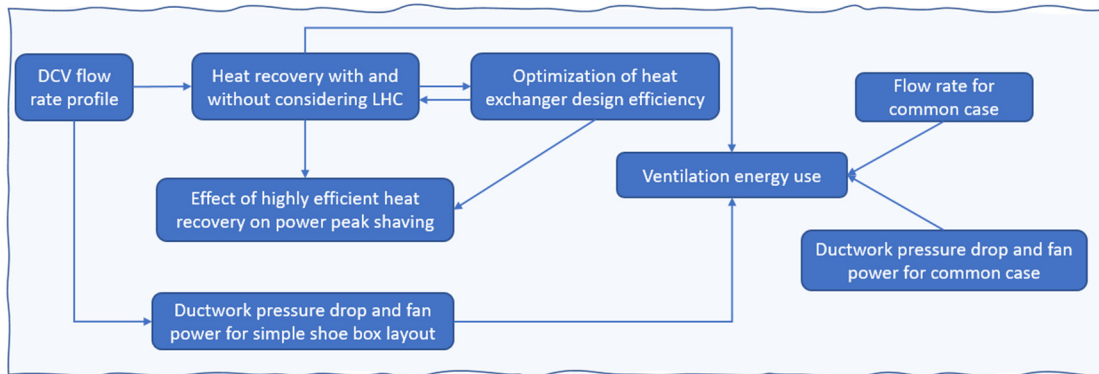 DCV flow
rate profile
Heat recovery with and
without considering LHC
Optimization of heat
exchanger design efficiency
Flow rate for
common case
Ventilation energy use
Effect of highly efficient heat
recovery on power peak shaving
Ductwork pressure drop and fan
power for common case
Ductwork pressure drop and fan
power for simple shoe box layout